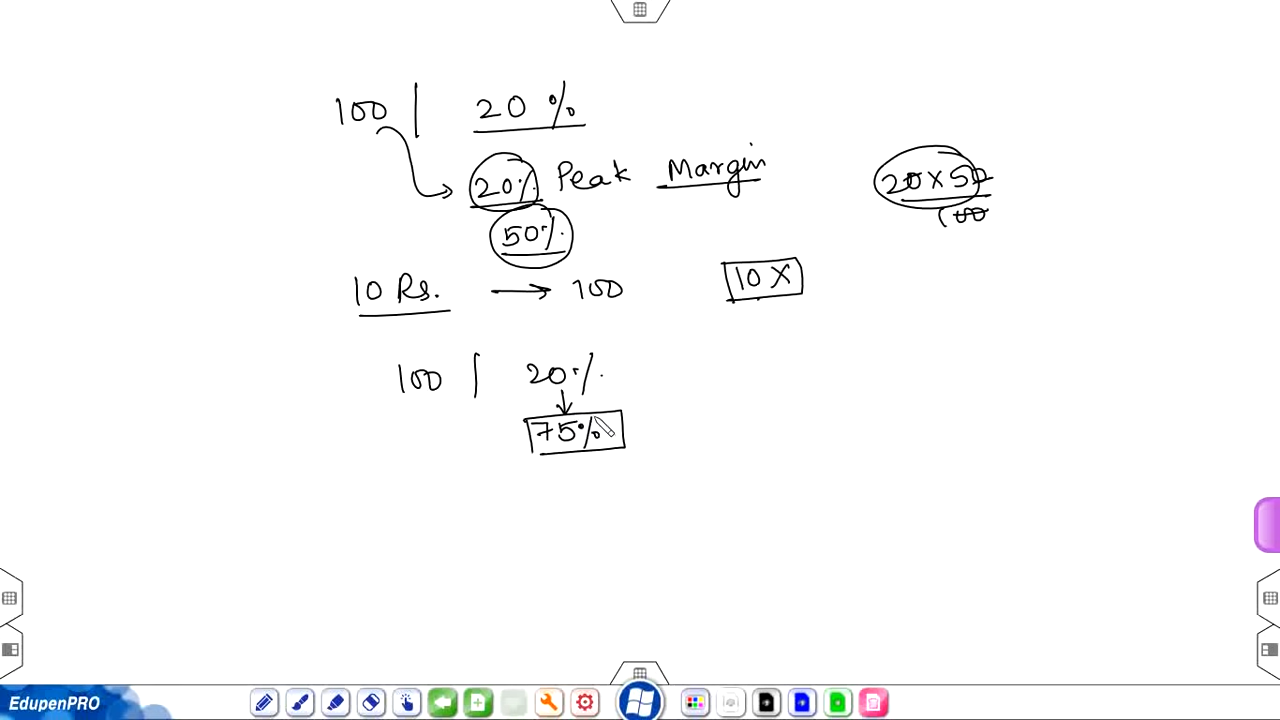 100 | 20 %
20% Peak Margin
20 x 50
100
50%
10 Rs. → 100
10 X
100 | 20%
75%
EdupenPRO